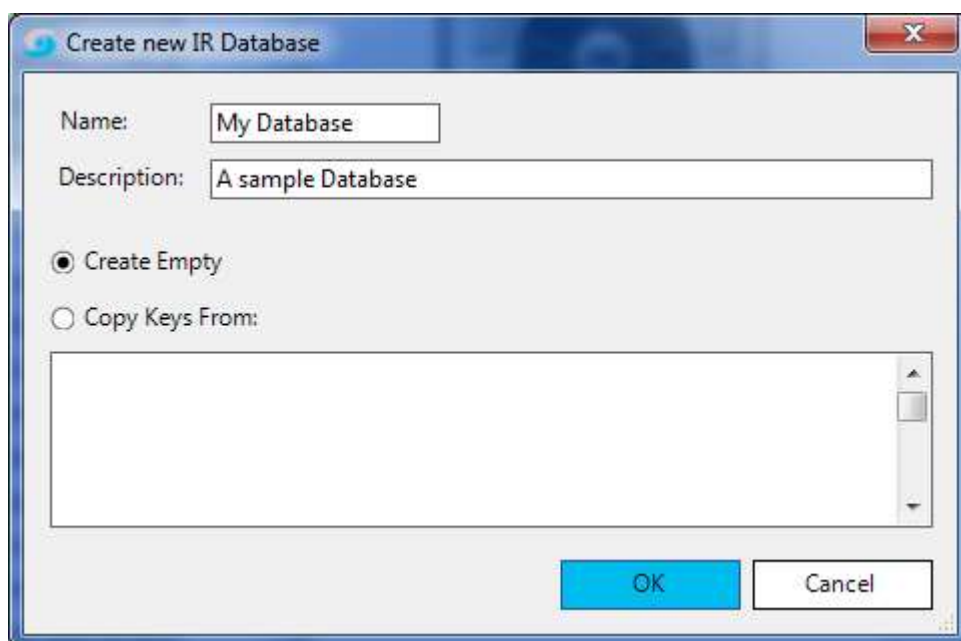 Create new IR Database
Name: My Database
Description: A sample Database
Create Empty
Copy Keys From:
OK Cancel